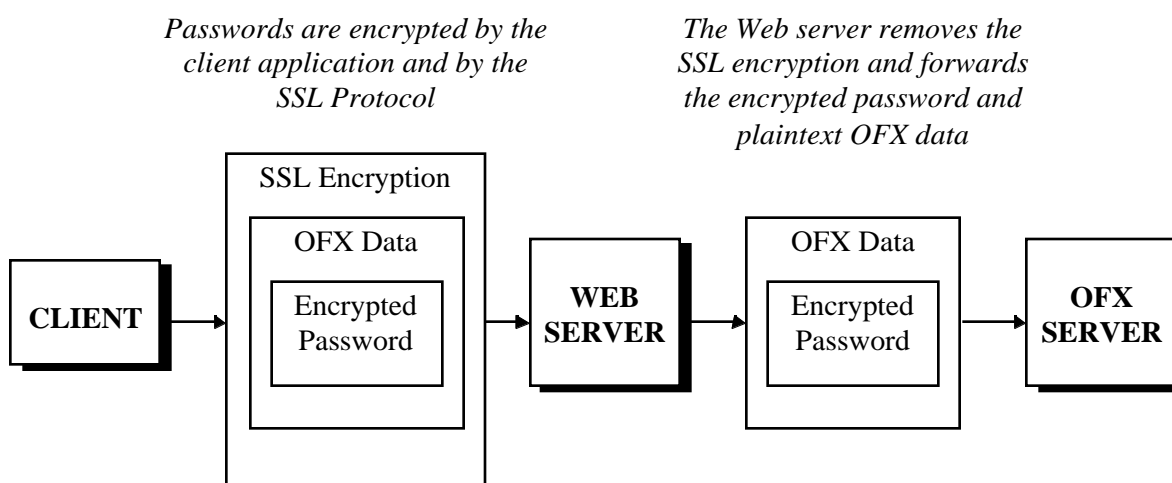 Passwords are encrypted by the
client application and by the
SSL Protocol
The Web server removes the
SSL encryption and forwards
the encrypted password and
plaintext OFX data
CLIENT
SSL Encryption
OFX Data
Encrypted
Password
WEB
SERVER
OFX Data
Encrypted
Password
OFX
SERVER